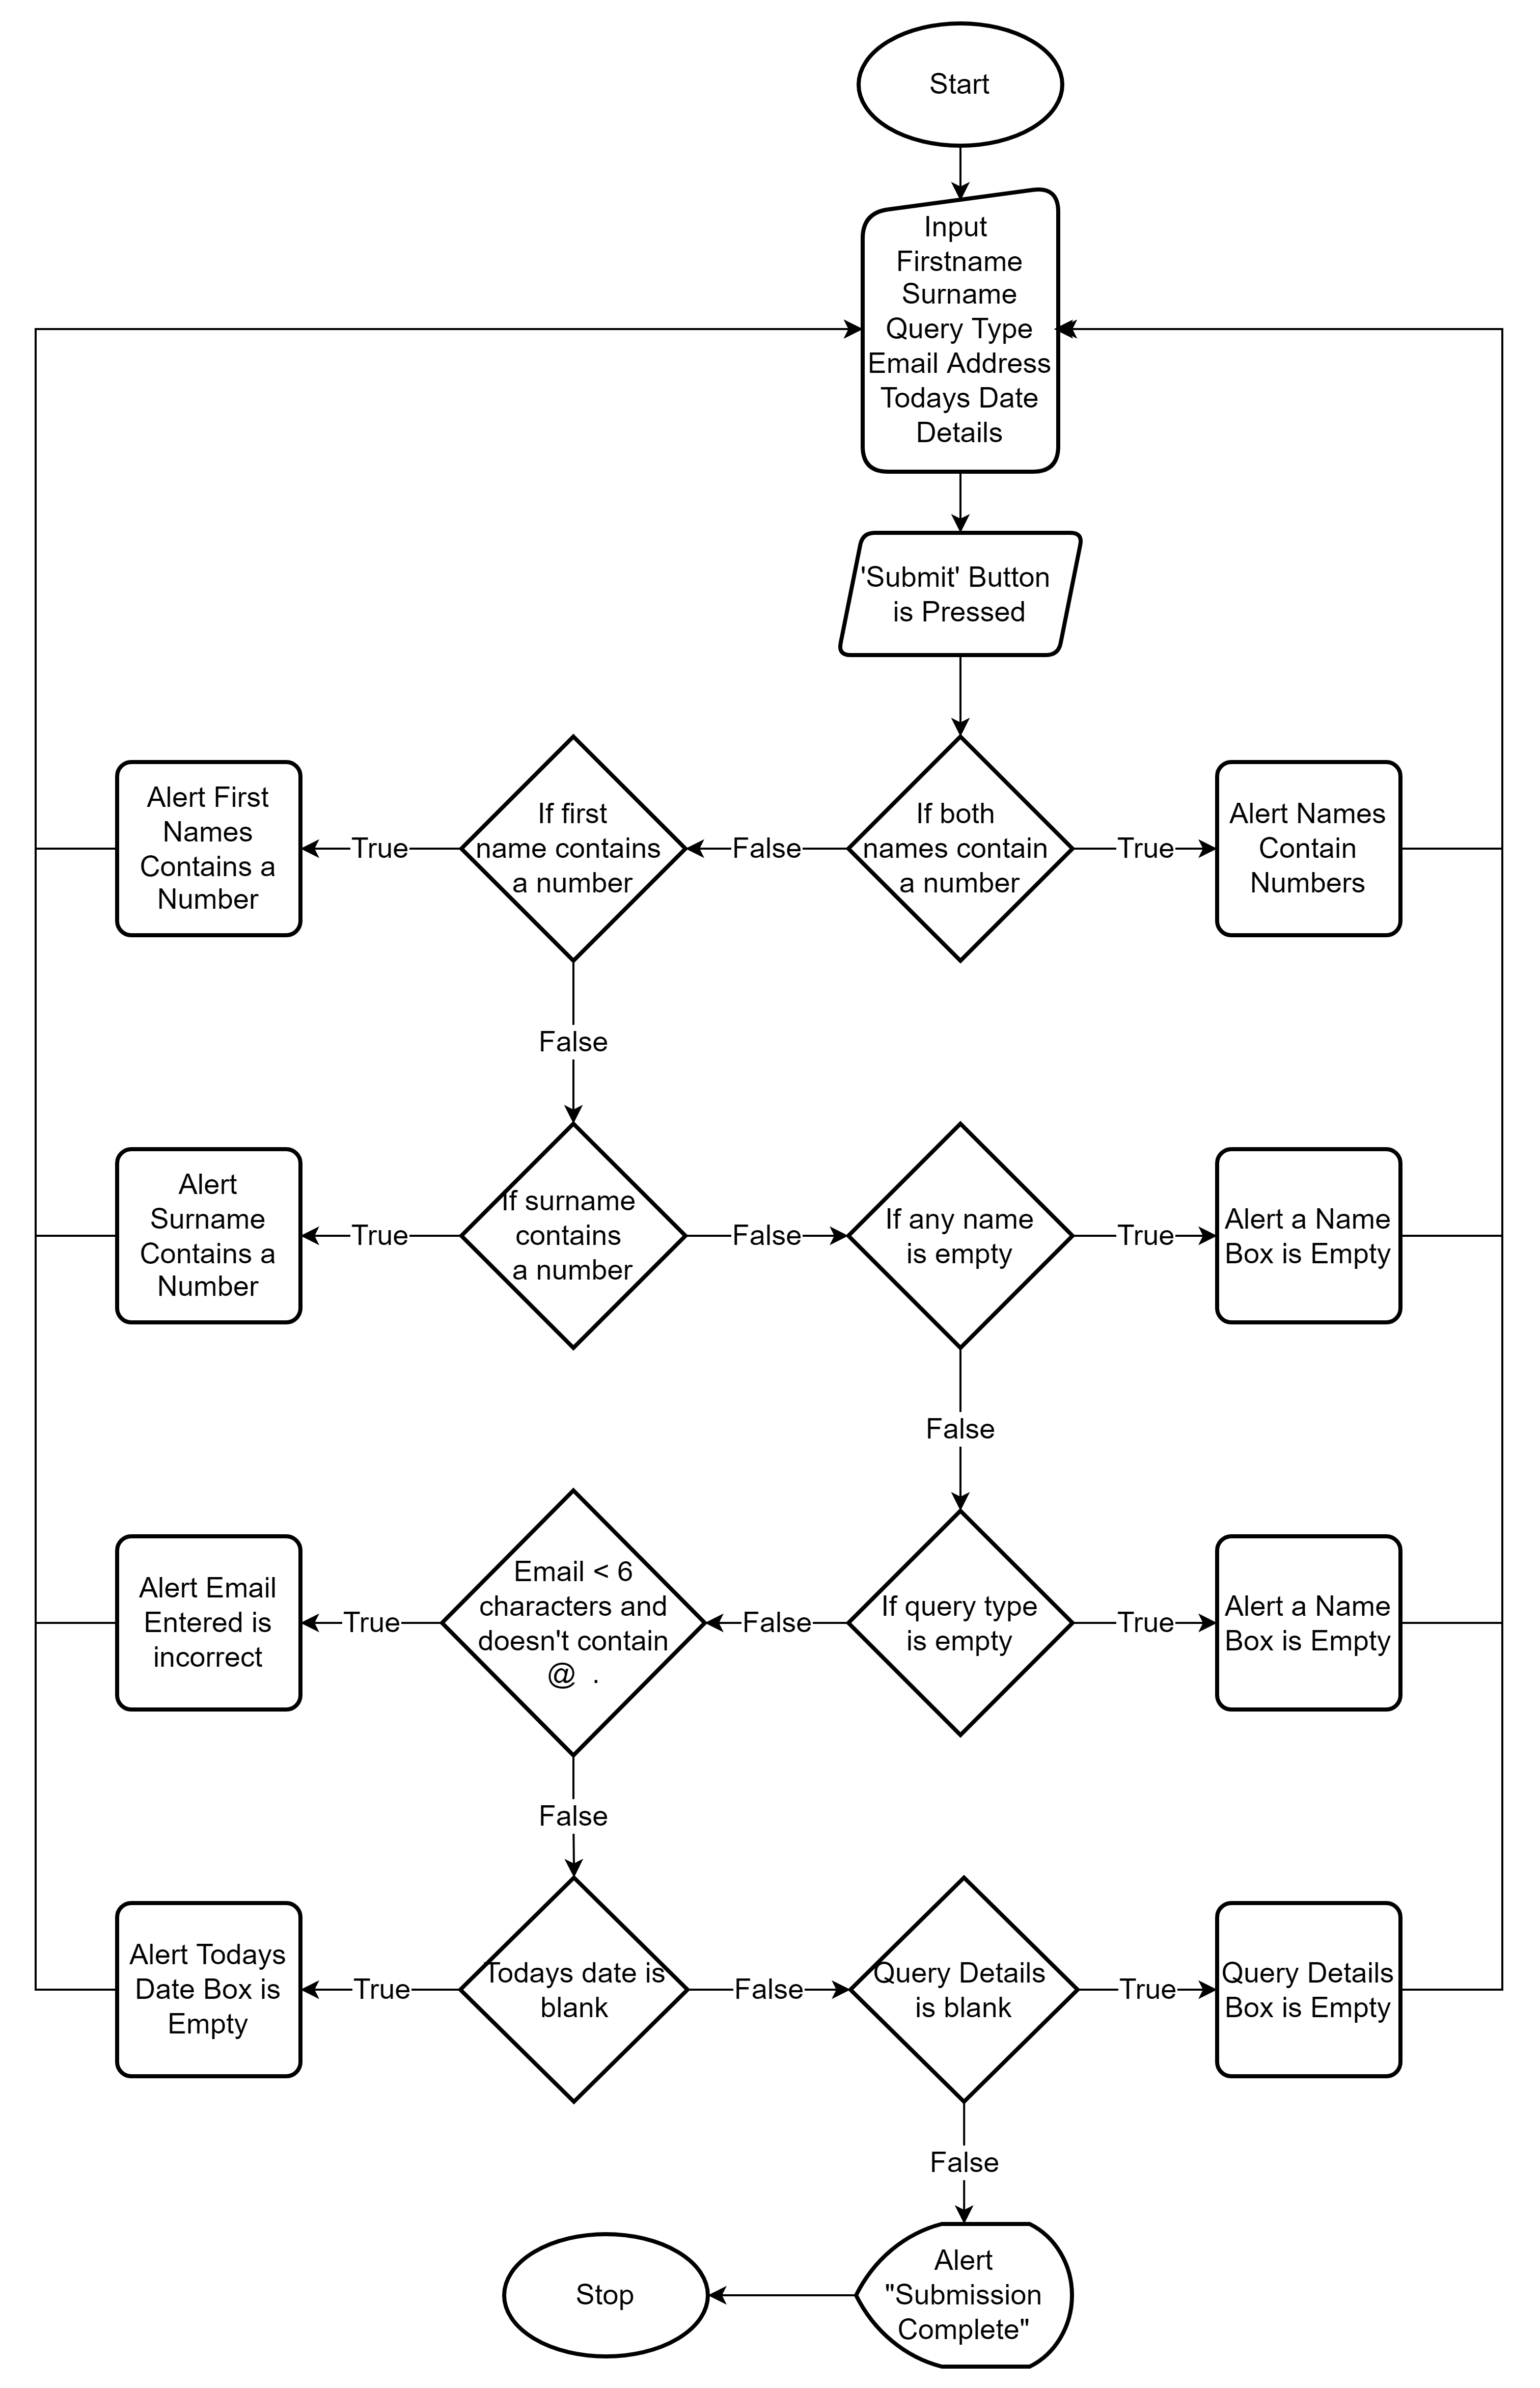 Start
Input
Firstname
Surname
Query Type
Email Address
Todays Date
Details
'Submit' Button
is Pressed
Alert First
Names
Contains a
Number
True
If first
name contains
a number
False
If both
names contain
a number
True
Alert Names
Contain
Numbers
False
Alert
Surname
Contains a
Number
True
If surname
contains
a number
False
If any name
is empty
True
Alert a Name
Box is Empty
False
Alert Email
Entered is
incorrect
True
Email < 6
characters and
doesn't contain
@ .
False
If query type
is empty
True
Alert a Name
Box is Empty
False
Alert Todays
Date Box is
Empty
True
Todays date is
blank
False
Query Details
is blank
True
Query Details
Box is Empty
False
Stop
Alert
"Submission
Complete"